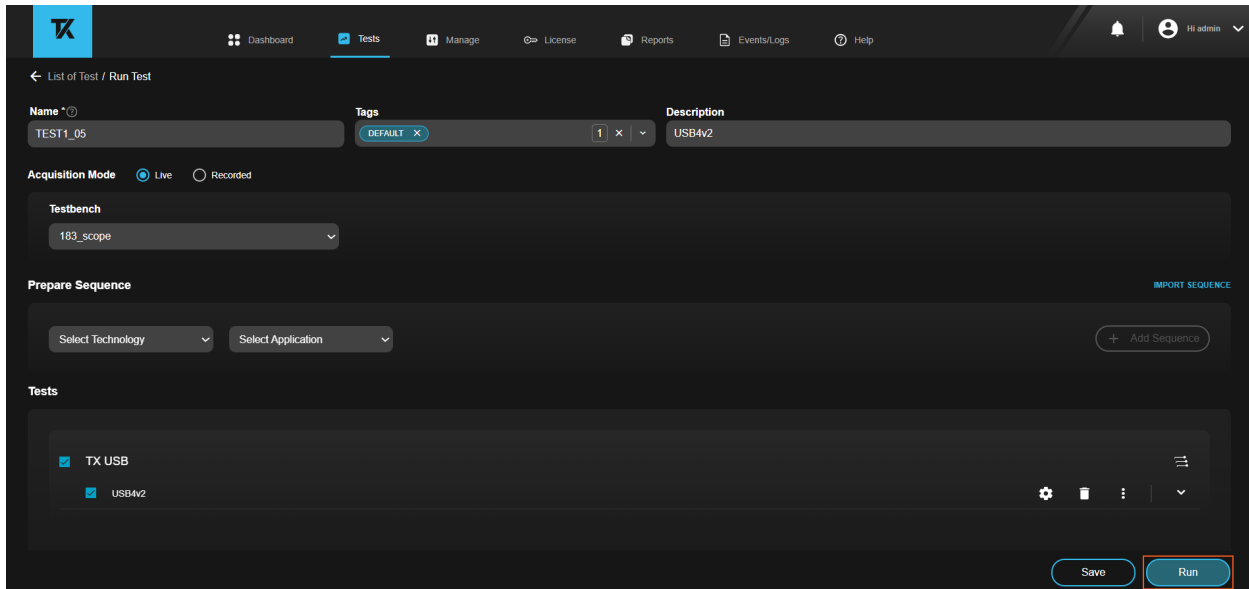 TK
Dashboard Tests Manage License Reports Events/Logs Help Hi admin
List of Test / Run Test
Name * Tags Description
TEST1_05 DEFAULT 1 USB4v2
Acquisition Mode Live Recorded
Testbench
183_scope
Prepare Sequence IMPORT SEQUENCE
Select Technology Select Application + Add Sequence
Tests
TX USB
USB4v2
Save Run